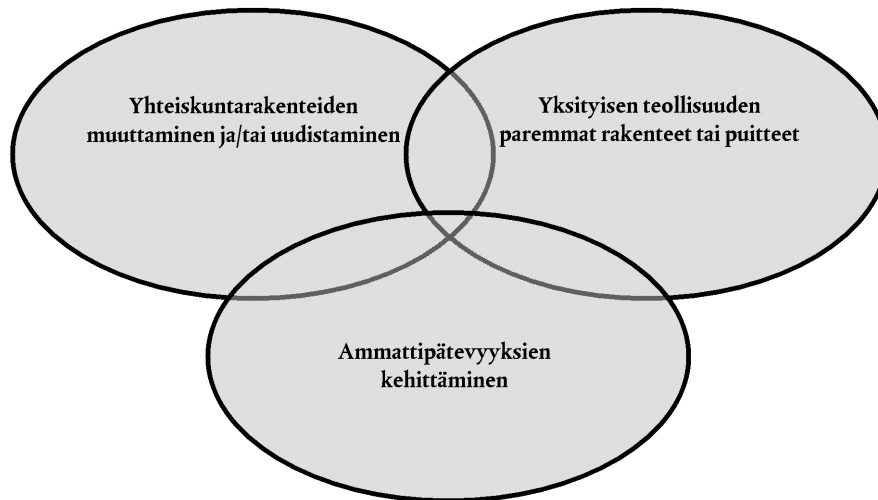 Yhteiskuntarakenteiden
muuttaminen ja/tai uudistaminen
Yksityisen teollisuuden
paremmat rakenteet tai puitteet
Ammattipätevyyksien
kehittäminen